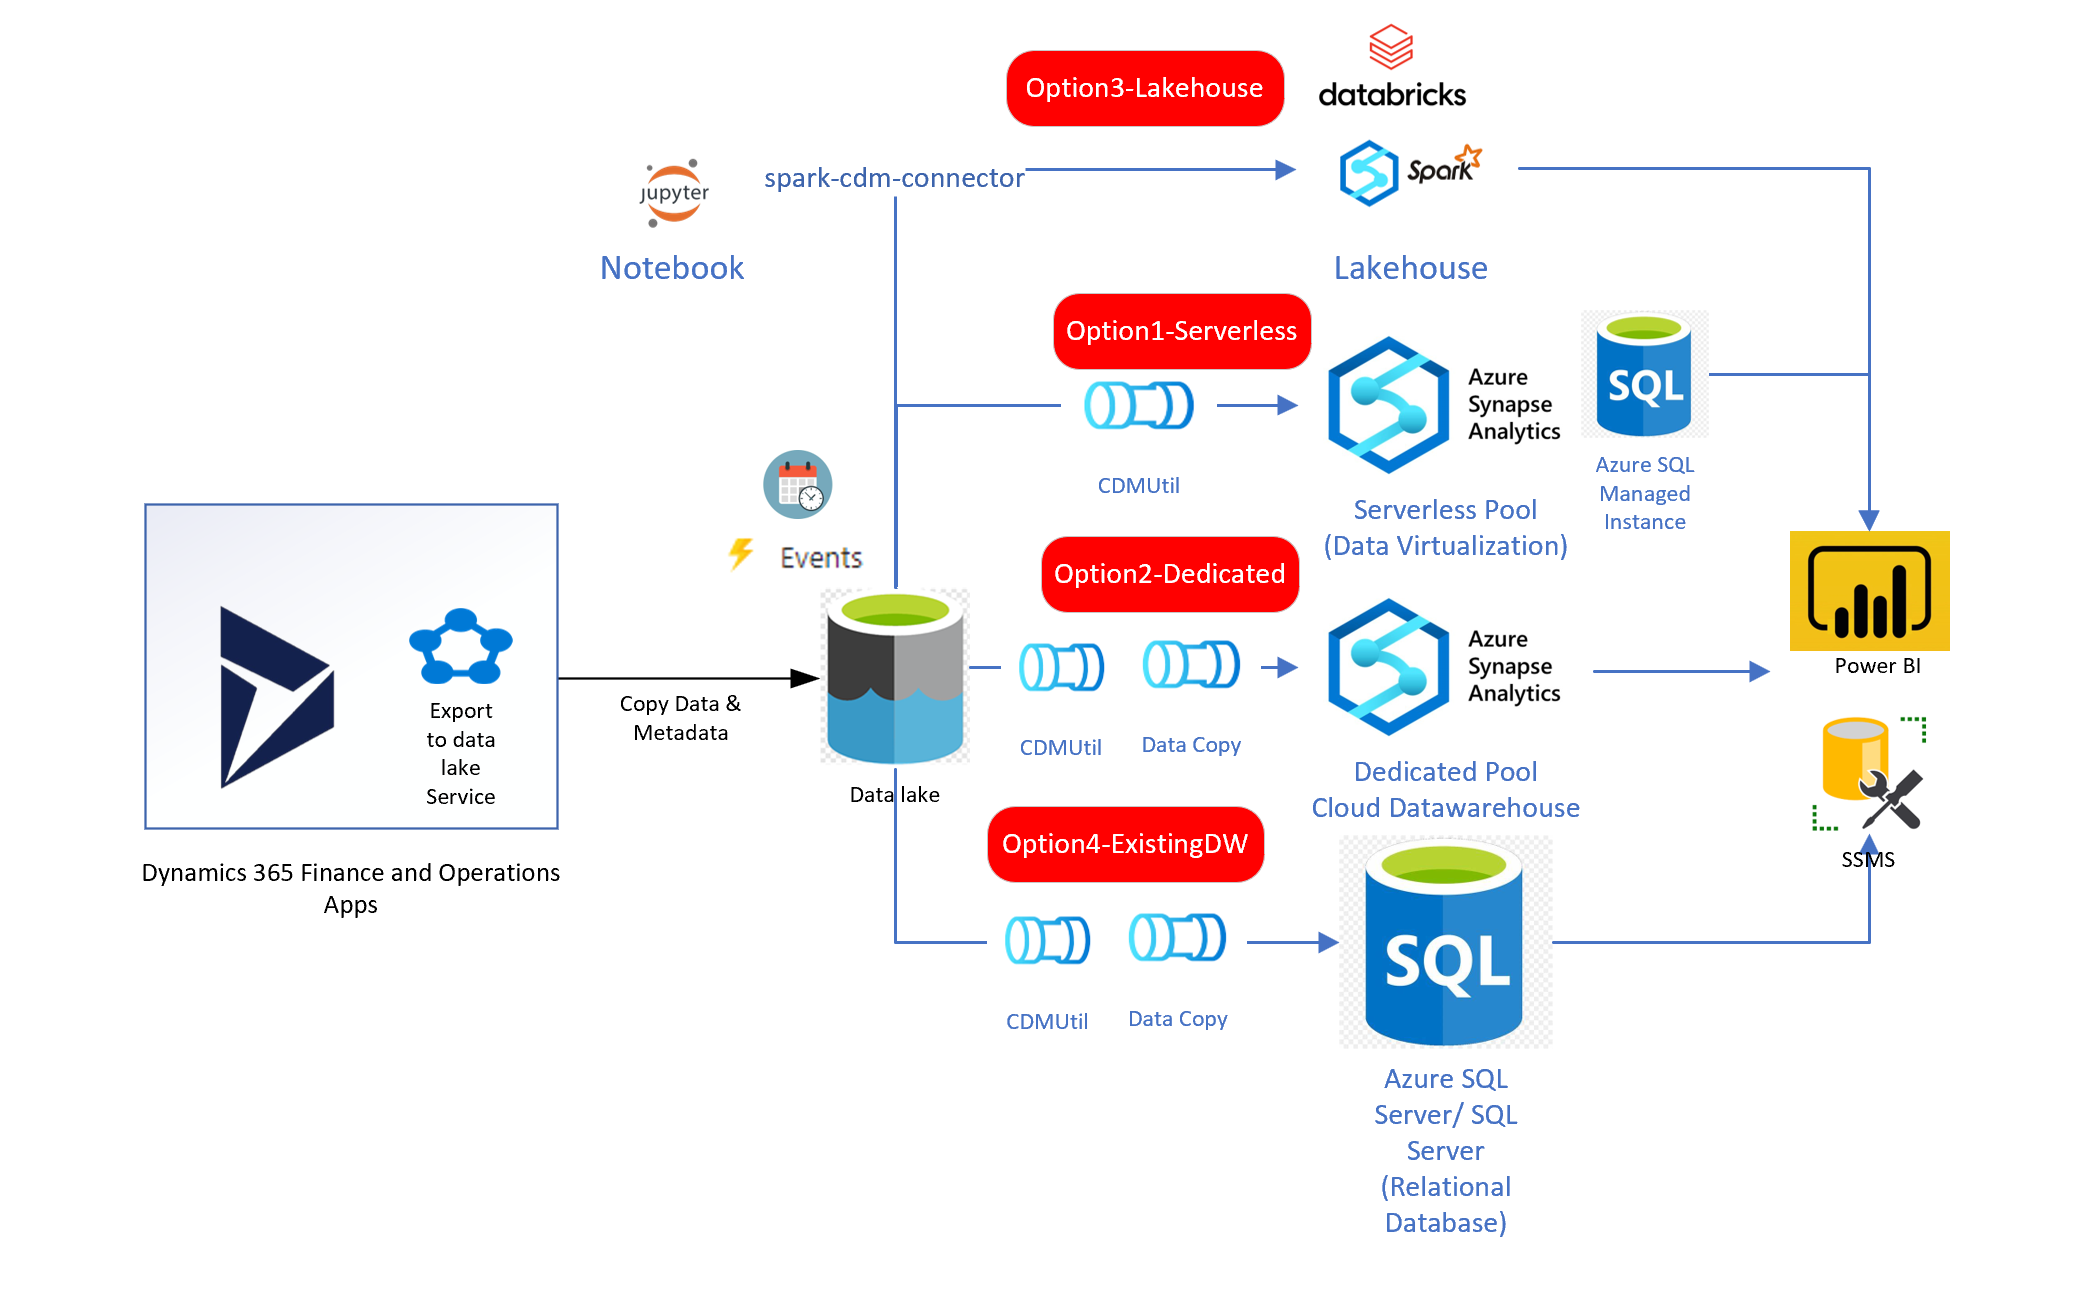 Option3-Lakehouse
databricks
jupyter
spark-cdm-connector
Spark
Notebook
Lakehouse
Option1-Serverless
Azure
Synapse
Analytics
SQL
CDMUtil
Azure SQL
Managed
Instance
Serverless Pool
(Data Virtualization)
Events
Option2-Dedicated
Azure
Synapse
Analytics
Power BI
Export
to data
lake
Service
Copy Data &
Metadata
CDMUtil
Data Copy
Dedicated Pool
Cloud Datawarehouse
Data lake
Option4-ExistingDW
SSMS
Dynamics 365 Finance and Operations
Apps
SQL
CDMUtil
Data Copy
Azure SQL
Server/ SQL
Server
(Relational
Database)